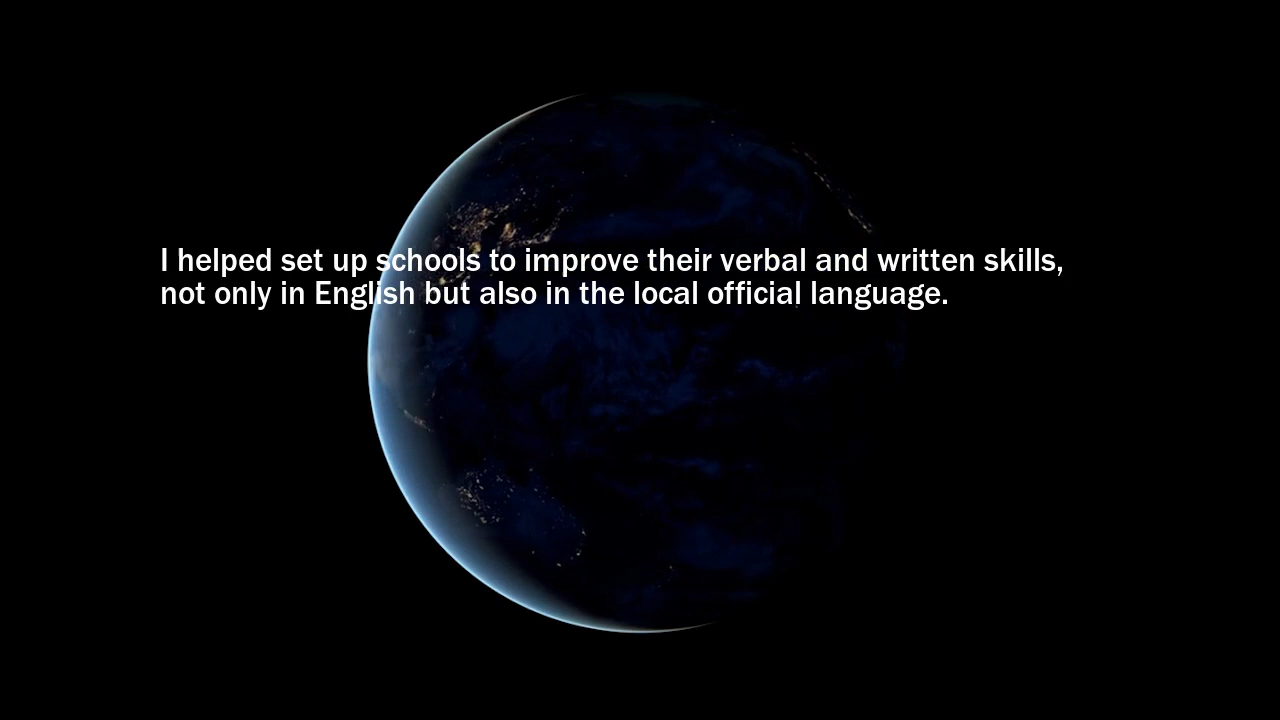 I helped set up schools to improve their verbal and written skills,
not only in English but also in the local official language.